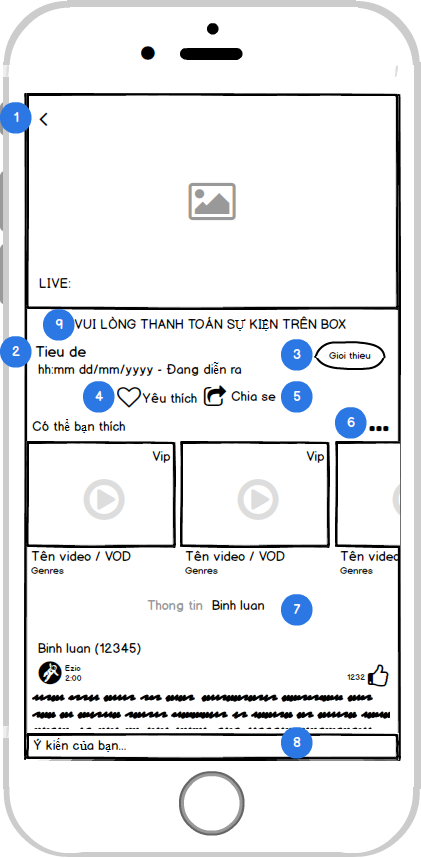 1
LIVE:
9 VUI LÒNG THANH TOÁN SỰ KIỆN TRÊN BOX
2 Tieu de
3 Gioi thieu
hh:mm dd/mm/yyyy - Đang diễn ra
4 Yêu thích Chia se 5
Có thể bạn thích 6
Vip Vip
Tên video / VOD Tên video / VOD Tên video
Genres Genres Genres
Thong tin Binh luan 7
Binh luan (12345)
Ezio
2:00
1232
Ý kiến của bạn... 8